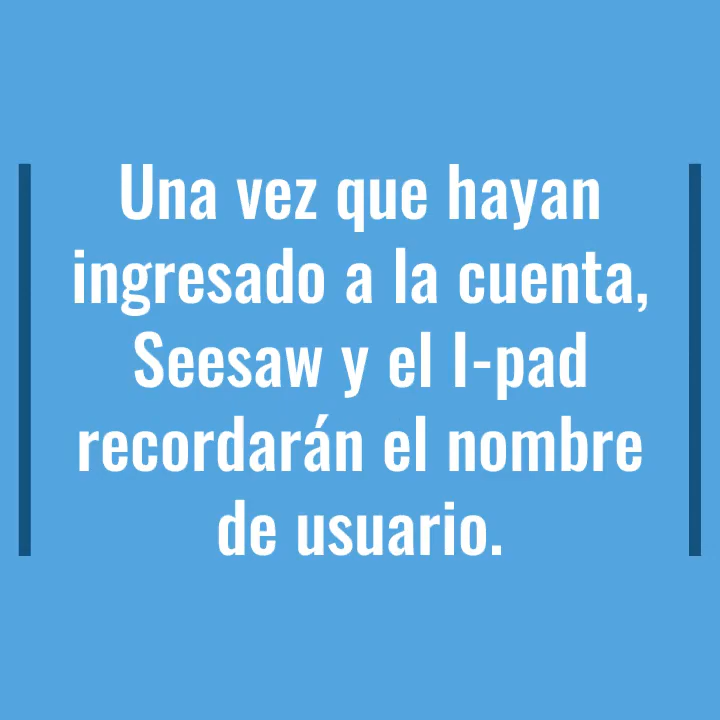 Una vez que hayan
ingresado a la cuenta,
Seesaw y el I-pad
recordarán el nombre
de usuario.